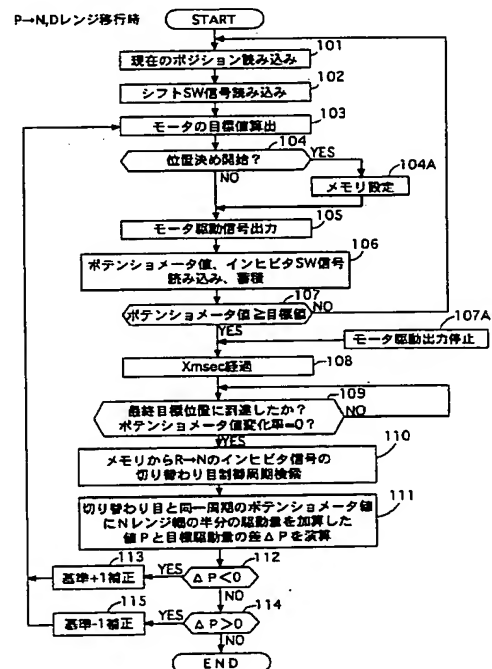 P→N,Dレンジ移行時
START
101
現在のポジション読み込み
102
シフトSW信号読み込み
103
モータの目標値算出
104
位置決め開始？
YES
104A
NO
メモリ設定
105
モータ駆動信号出力
106
ポテンショメータ値、インヒビタSW信号
読み込み、蓄積
107
ポテンショメータ値≧目標値
NO
107A
YES
モータ駆動出力停止
108
Xmsec経過
109
最終目標位置に到達したか？
ポテンショメータ値変化率=0？
NO
YES
110
メモリからR→Nのインヒビタ信号の
切り替わり目割番周期検索
111
切り替わり目と同一周期のポテンショメータ値
にNレンジ幅の半分の駆動量を加算した
値Pと目標駆動量の差ΔPを演算
113
112
基準+1補正
YES
ΔP<0
NO
115
114
基準-1補正
YES
ΔP>0
NO
END